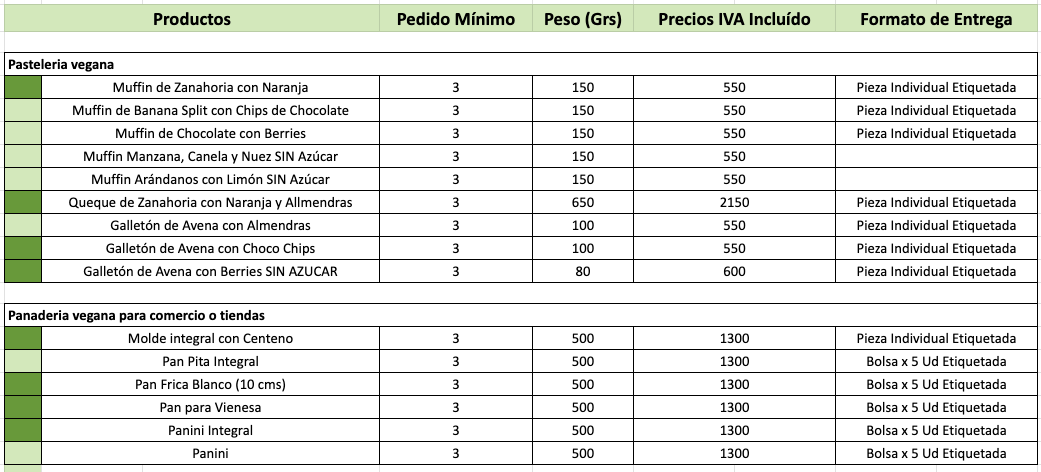 Productos Pedido Mínimo Peso (Grs) Precios IVA Incluído Formato de Entrega
Pasteleria vegana
Muffin de Zanahoria con Naranja 3 150 550 Pieza Individual Etiquetada
Muffin de Banana Split con Chips de Chocolate 3 150 550 Pieza Individual Etiquetada
Muffin de Chocolate con Berries 3 150 550 Pieza Individual Etiquetada
Muffin Manzana, Canela y Nuez SIN Azúcar 3 150 550
Muffin Arándanos con Limón SIN Azúcar 3 150 550
Queque de Zanahoria con Naranja y Allmendras 3 650 2150 Pieza Individual Etiquetada
Galletón de Avena con Almendras 3 100 550 Pieza Individual Etiquetada
Galletón de Avena con Choco Chips 3 100 550 Pieza Individual Etiquetada
Galletón de Avena con Berries SIN AZUCAR 3 80 600 Pieza Individual Etiquetada
Panaderia vegana para comercio o tiendas
Molde integral con Centeno 3 500 1300 Pieza Individual Etiquetada
Pan Pita Integral 3 500 1300 Bolsa x 5 Ud Etiquetada
Pan Frica Blanco (10 cms) 3 500 1300 Bolsa x 5 Ud Etiquetada
Pan para Vienesa 3 500 1300 Bolsa x 5 Ud Etiquetada
Panini Integral 3 500 1300 Bolsa x 5 Ud Etiquetada
Panini 3 500 1300 Bolsa x 5 Ud Etiquetada